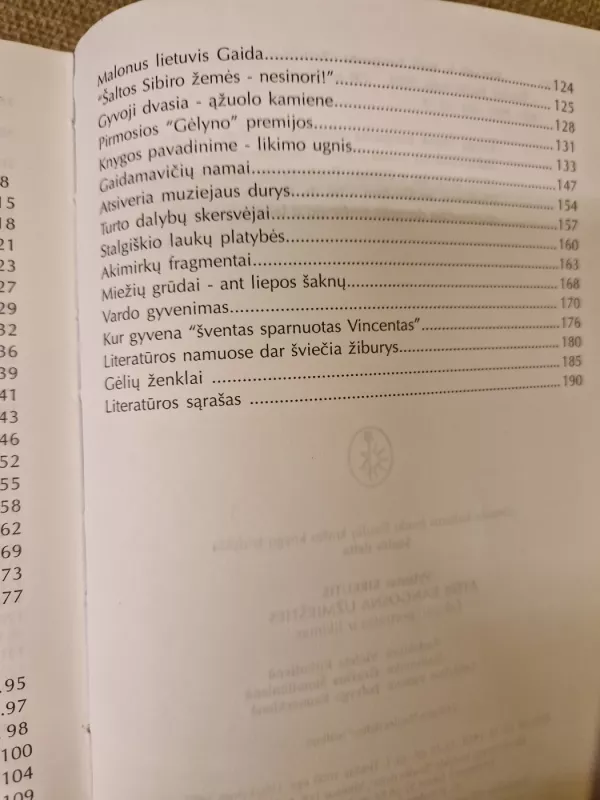 8
15
18
21
23
27
29
32
36
39
41
43
46
52
55
58
62
69
73
77
.95
.97
98
100
104
109
Malonus lietuvis Gaida 124
"Šaltos Sibiro žemės - nesinori!" 125
Gyvoji dvasia - ąžuolo kamiene 128
Pirmosios "Gėlyno" premijos 131
Knygos pavadinime - likimo ugnis 133
Gaidamavičių namai 147
Atsiveria muziejaus durys 154
Turto dalybų skersvėjai 157
Stalgiškio laukų platybės 160
Akimirkų fragmentai 163
Miežių grūdai - ant liepos šaknų 168
Vardo gyvenimas 170
Kur gyvena "šventas sparnuotas Vincentas" 176
Literatūros namuose dar šviečia žiburys 180
Gėlių ženklai 185
Literatūros sąrašas 190